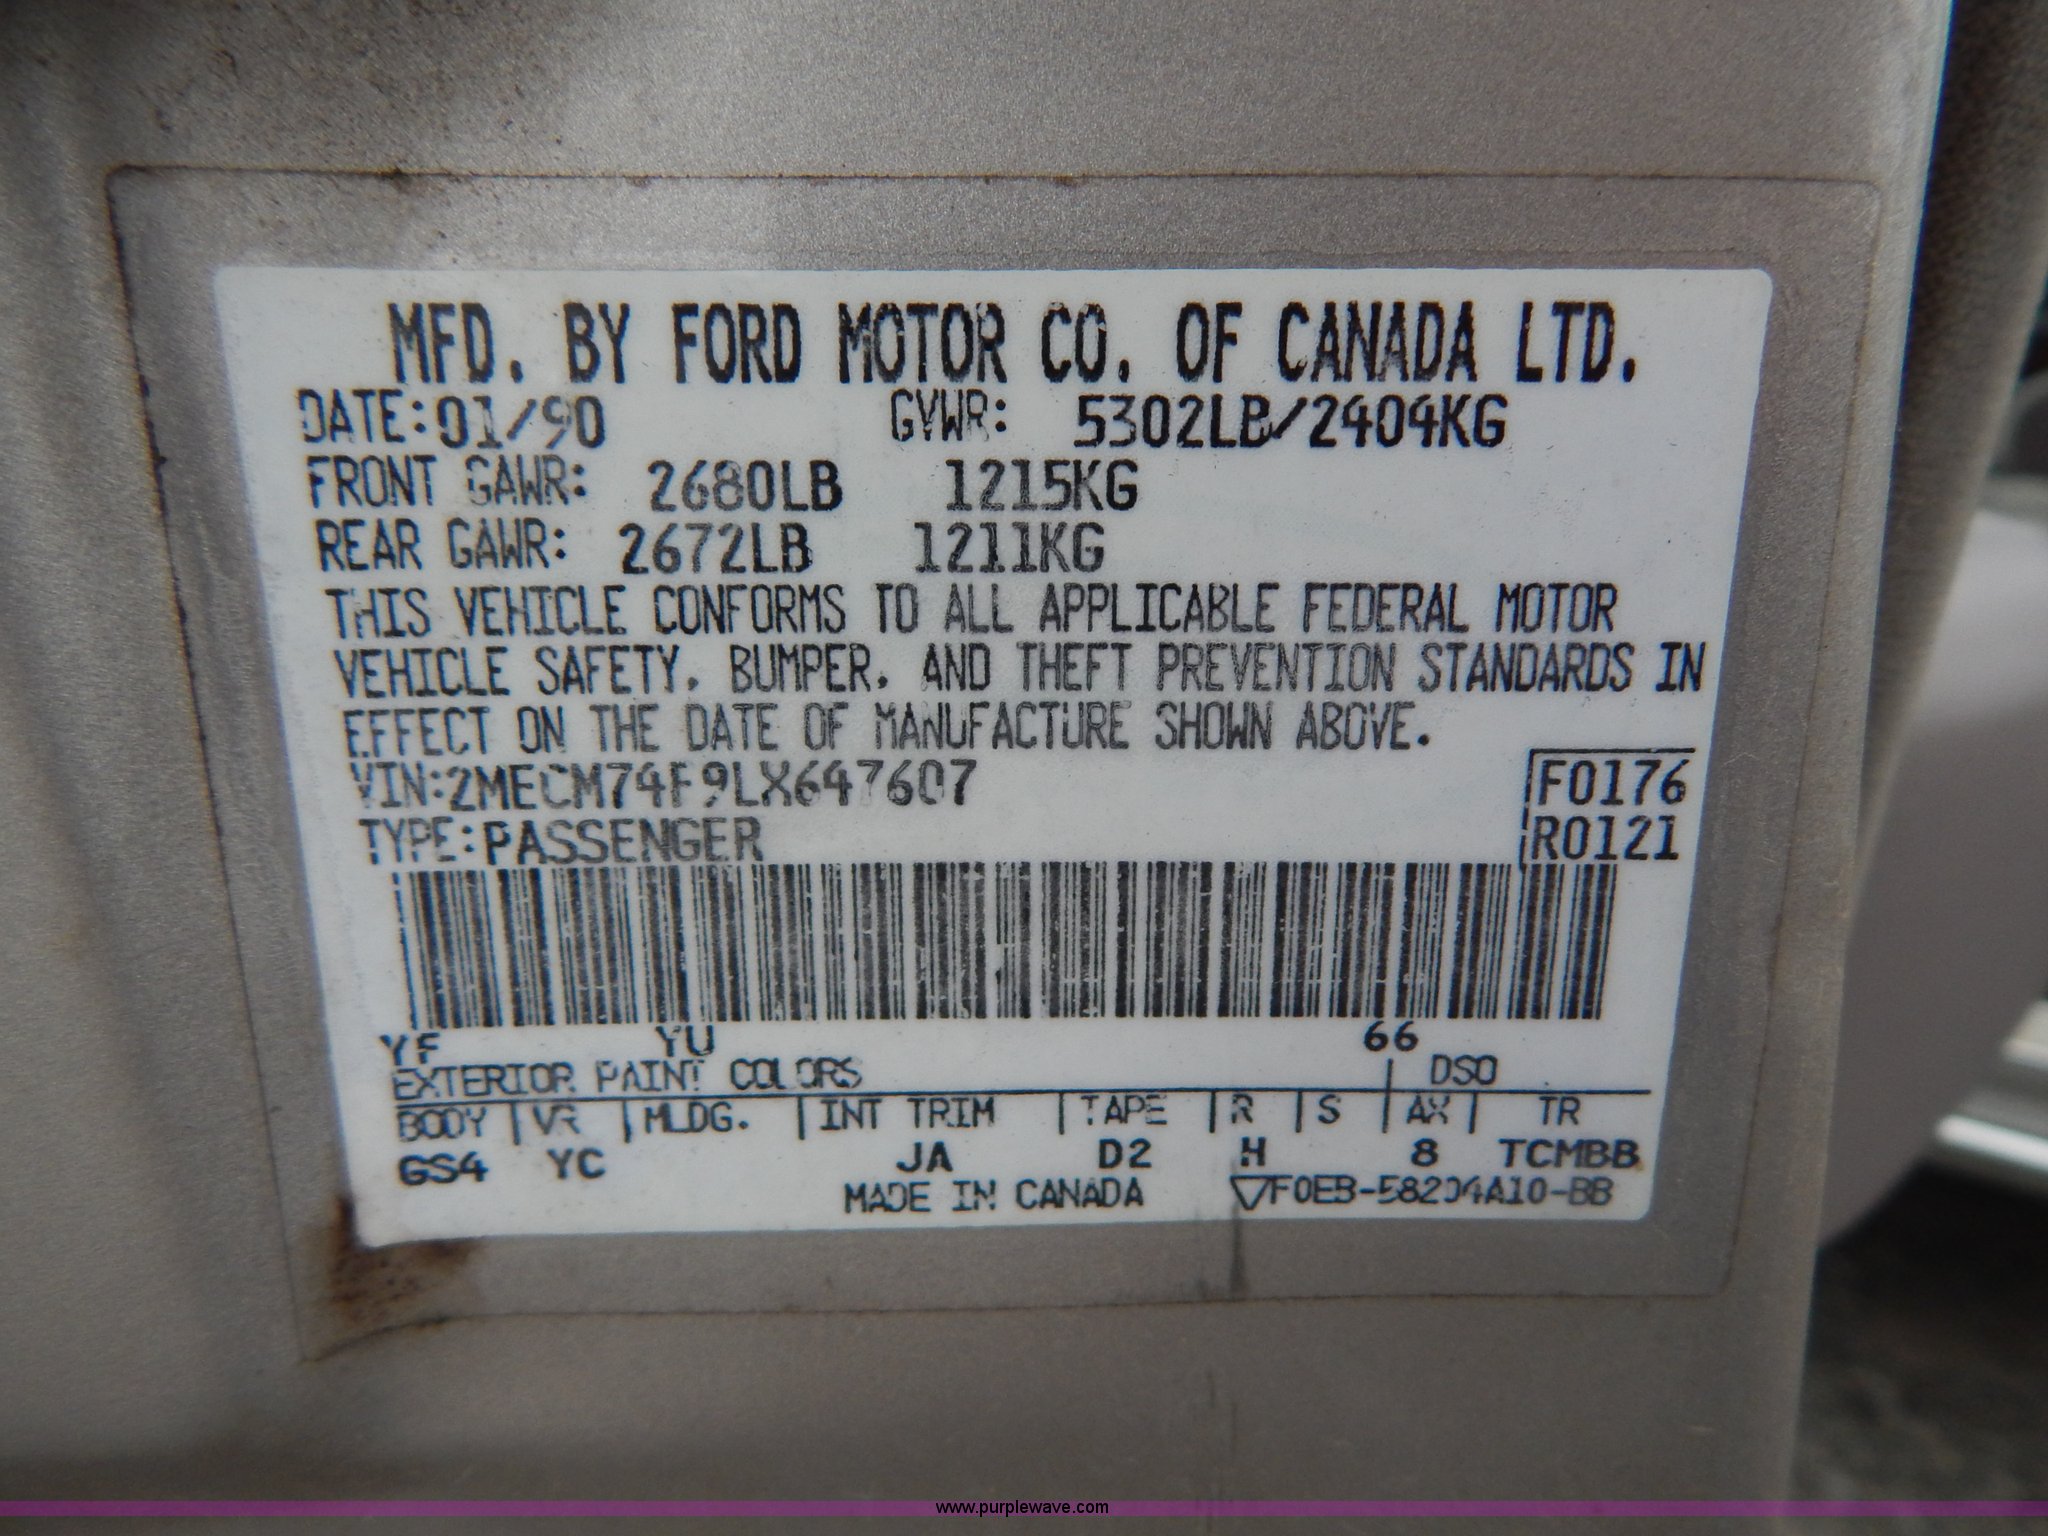 MFD. BY FORD MOTOR CO. OF CANADA LTD.
DATE: 01/90 GVWR: 5302LB/2404KG
FRONT GAWR: 2680LB 1215KG
REAR GAWR: 2672LB 1211KG
THIS VEHICLE CONFORMS TO ALL APPLICABLE FEDERAL MOTOR
VEHICLE SAFETY, BUMPER, AND THEFT PREVENTION STANDARDS IN
EFFECT ON THE DATE OF MANUFACTURE SHOWN ABOVE.
VIN: 2MECM74F9LX647607 F0176
TYPE: PASSENGER R0121
YF YU 66
EXTERIOR PAINT COLORS DSO
BODY VR MLDG. INT TRIM TAPE R S AX TR
GS4 YC JA D2 H 8 TCMBB
MADE IN CANADA ▽F0EB-58204A10-BB
www.purplewave.com